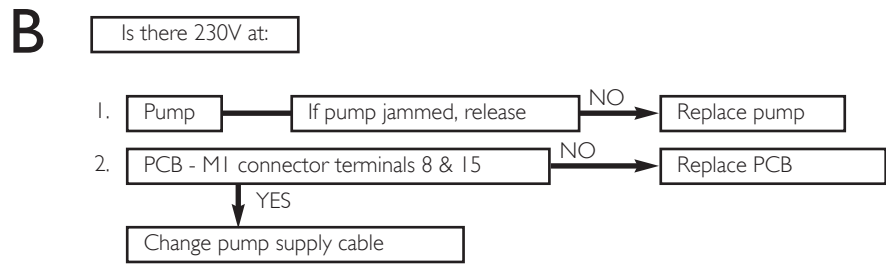 B Is there 230V at:
1. Pump If pump jammed, release NO Replace pump
2. PCB - M1 connector terminals 8 & 15 NO Replace PCB
YES
Change pump supply cable